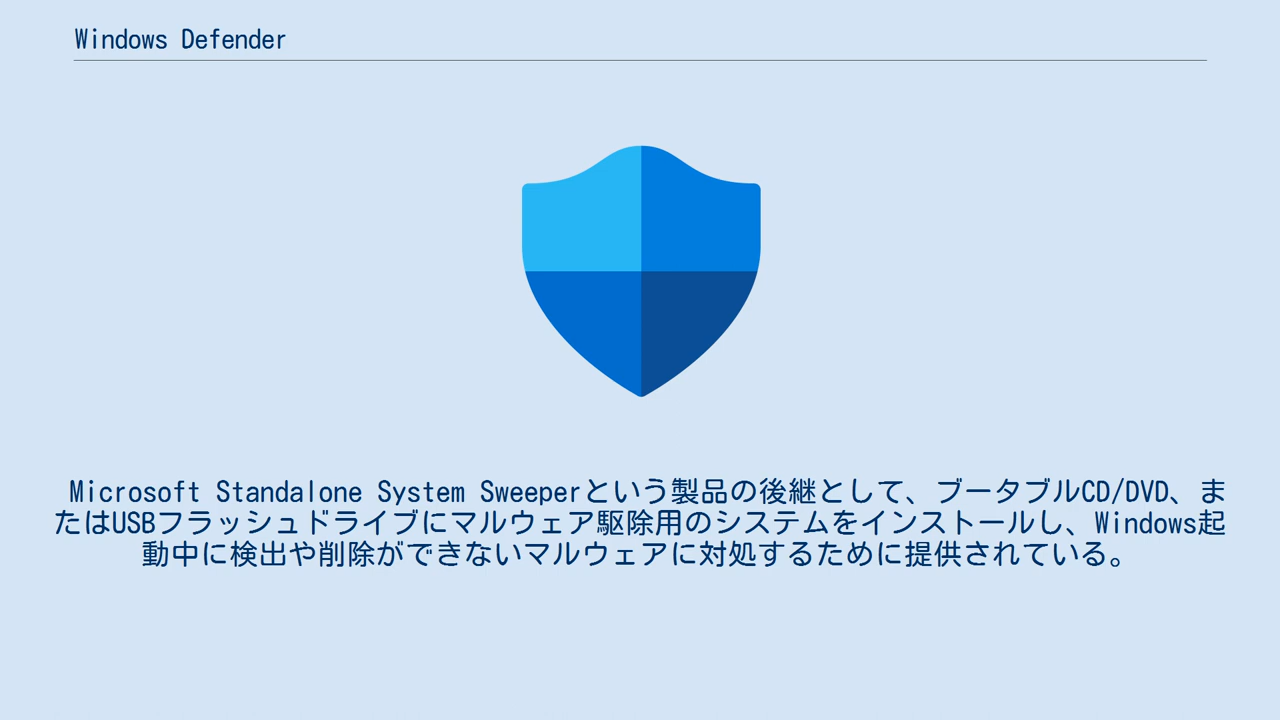 Windows Defender
Microsoft Standalone System Sweeperという製品の後継として、ブータブルCD/DVD、ま
たはUSBフラッシュドライブにマルウェア駆除用のシステムをインストールし、Windows起
動中に検出や削除ができないマルウェアに対処するために提供されている。